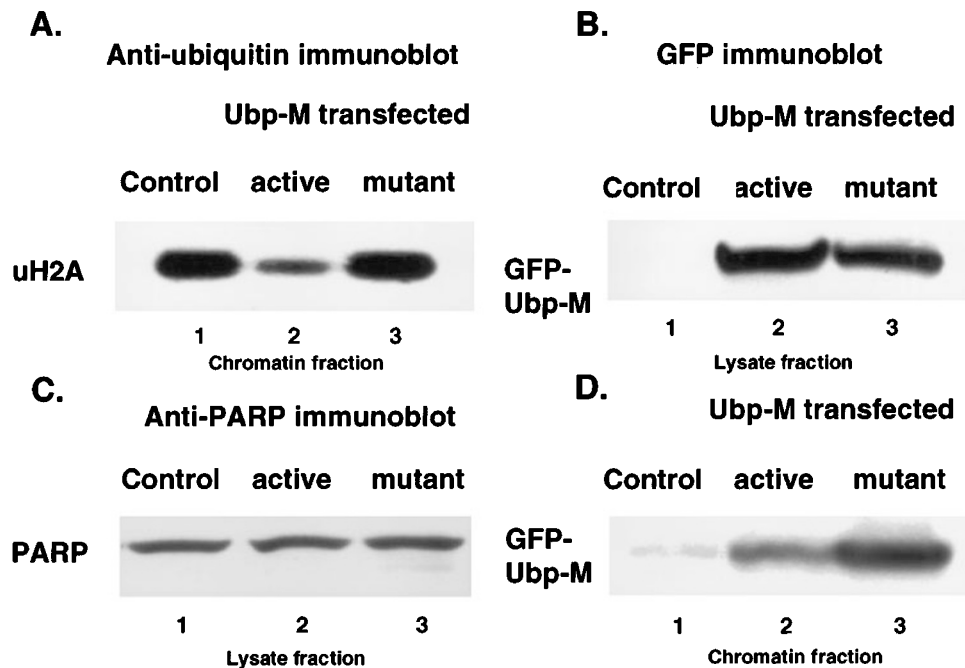 A.
Anti-ubiquitin immunoblot
Ubp-M transfected
Control active mutant
uH2A
1 2 3
Chromatin fraction
B.
GFP immunoblot
Ubp-M transfected
Control active mutant
GFP-
Ubp-M
1 2 3
Lysate fraction
C.
Anti-PARP immunoblot
Control active mutant
PARP
1 2 3
Lysate fraction
D.
Ubp-M transfected
Control active mutant
GFP-
Ubp-M
1 2 3
Chromatin fraction